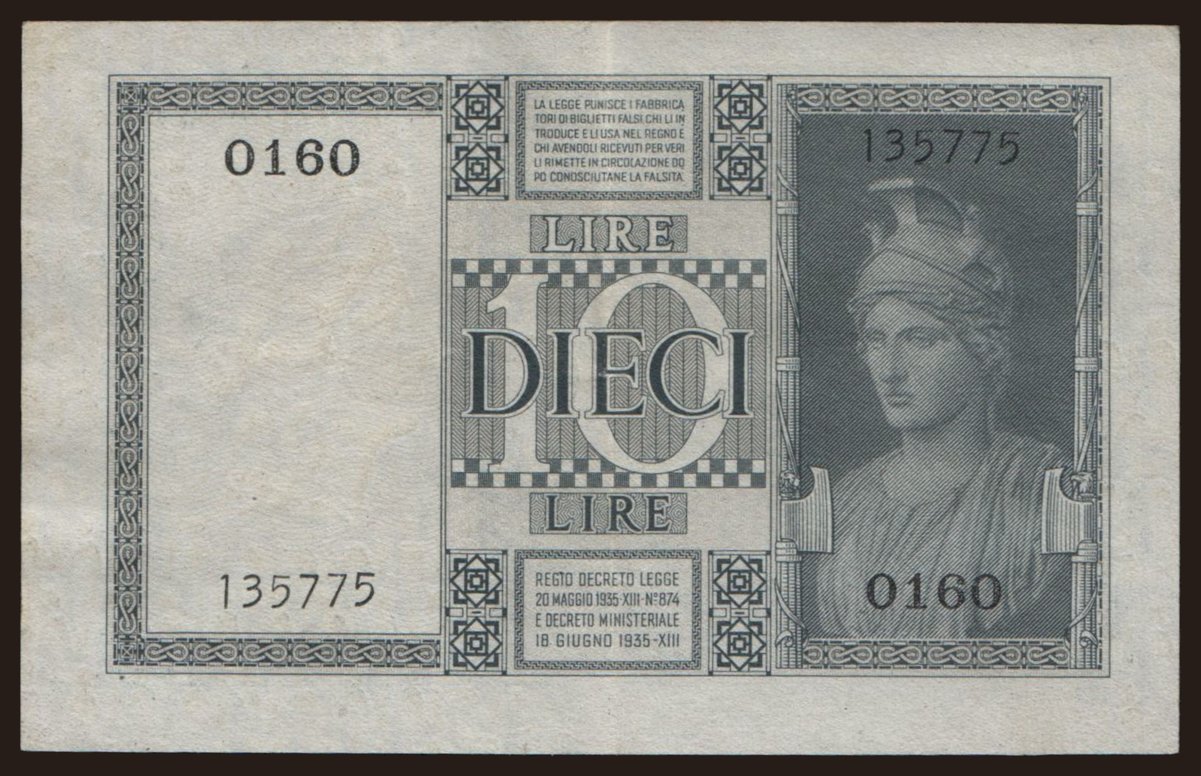 0160
135775
LA LEGGE PUNISCE I FABBRICA
TORI DI BIGLIETTI FALSI, CHI LI IN
TRODUCE E LI USA NEL REGNO E
CHI AVENDOLI RICEVUTI PER VERI
LI RIMETTE IN CIRCOLAZIONE DO
PO CONOSCIUTANE LA FALSITÀ
LIRE
10
DIECI
LIRE
REGIO DECRETO LEGGE
20 MAGGIO 1935-XIII-Nº874
E DECRETO MINISTERIALE
18 GIUGNO 1935-XIII
135775
0160